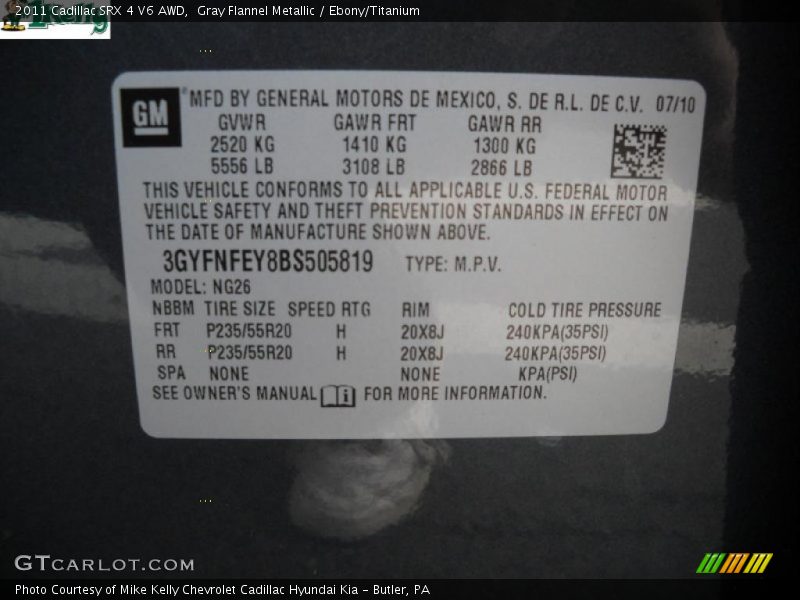 2011 Cadillac SRX 4 V6 AWD, Gray Flannel Metallic / Ebony/Titanium
GM
MFD BY GENERAL MOTORS DE MEXICO, S. DE R.L. DE C.V. 07/10
GVWR GAWR FRT GAWR RR
2520 KG 1410 KG 1300 KG
5556 LB 3108 LB 2866 LB
THIS VEHICLE CONFORMS TO ALL APPLICABLE U.S. FEDERAL MOTOR
VEHICLE SAFETY AND THEFT PREVENTION STANDARDS IN EFFECT ON
THE DATE OF MANUFACTURE SHOWN ABOVE.
3GYFNFEY8BS505819 TYPE: M.P.V.
MODEL: NG26
NBBM TIRE SIZE SPEED RTG RIM COLD TIRE PRESSURE
FRT P235/55R20 H 20X8J 240KPA(35PSI)
RR P235/55R20 H 20X8J 240KPA(35PSI)
SPA NONE NONE KPA(PSI)
SEE OWNER'S MANUAL FOR MORE INFORMATION.
GTCARLOT.COM
Photo Courtesy of Mike Kelly Chevrolet Cadillac Hyundai Kia - Butler, PA